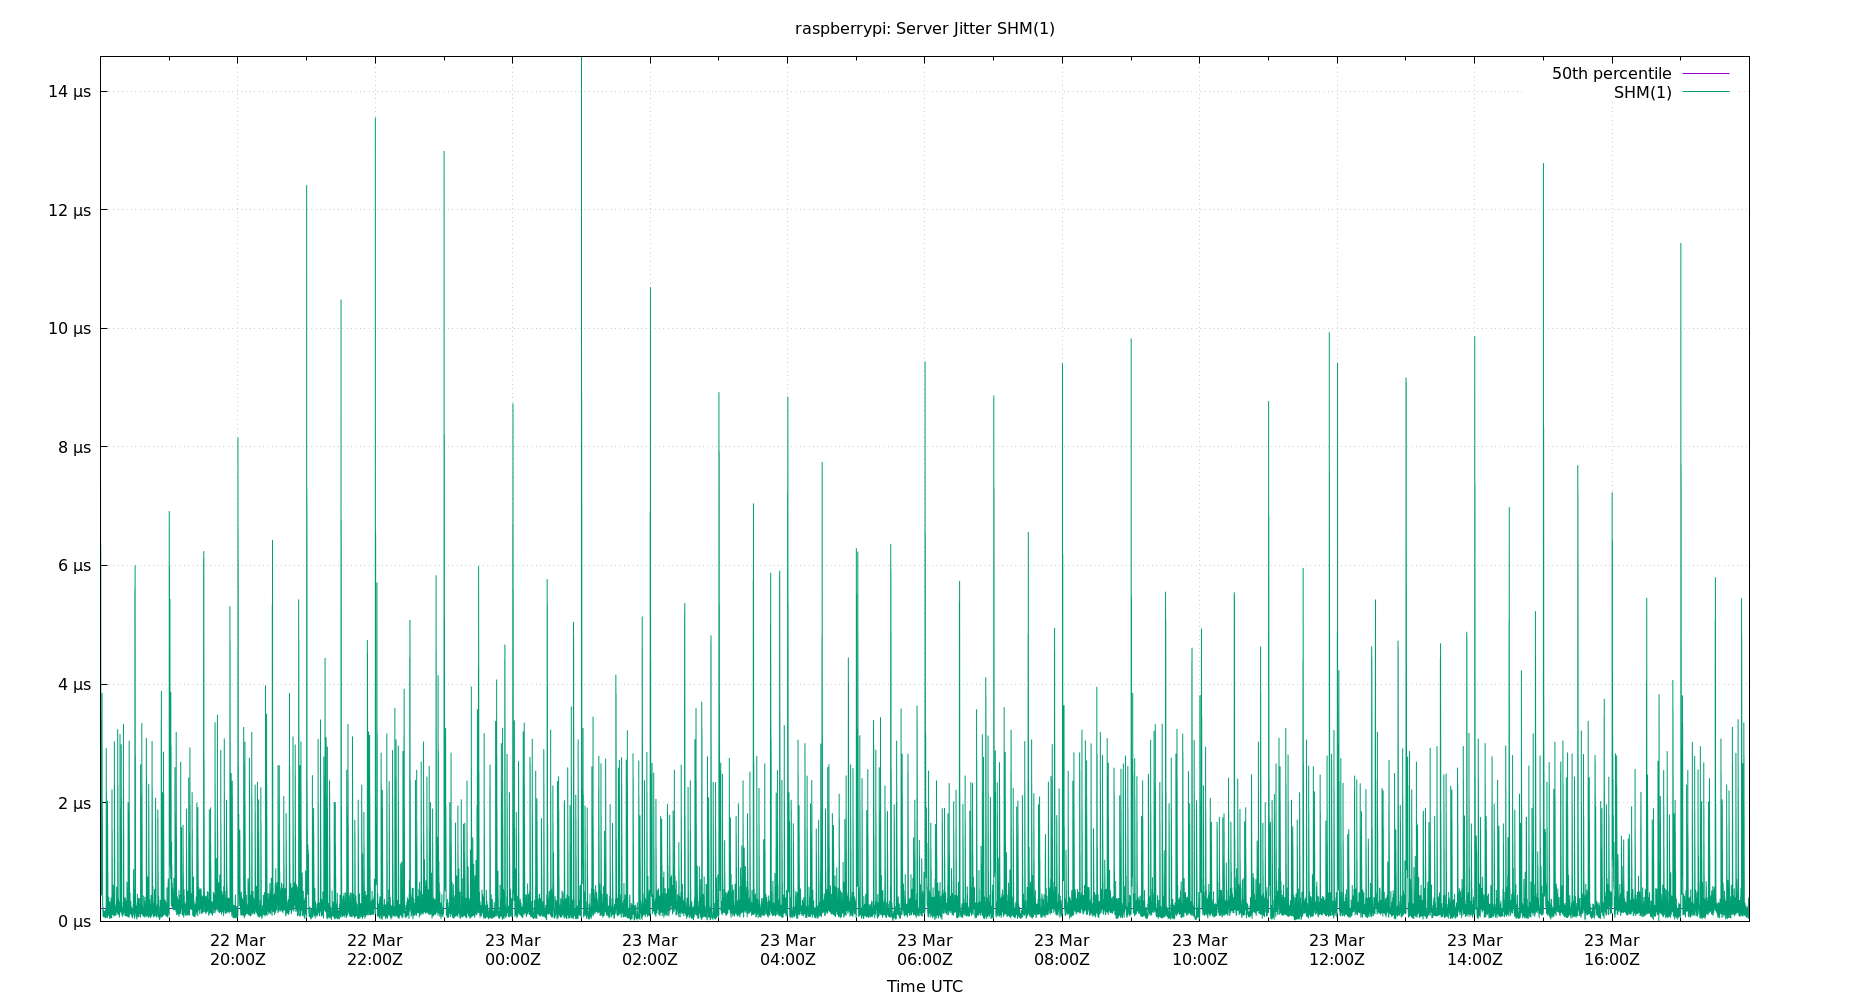 raspberrypi: Server Jitter SHM(1)
50th percentile
SHM(1)
14 µs
12 µs
10 µs
8 µs
6 µs
4 µs
2 µs
0 µs
22 Mar 22 Mar 23 Mar 23 Mar 23 Mar 23 Mar 23 Mar 23 Mar 23 Mar 23 Mar 23 Mar
20:00Z 22:00Z 00:00Z 02:00Z 04:00Z 06:00Z 08:00Z 10:00Z 12:00Z 14:00Z 16:00Z
Time UTC